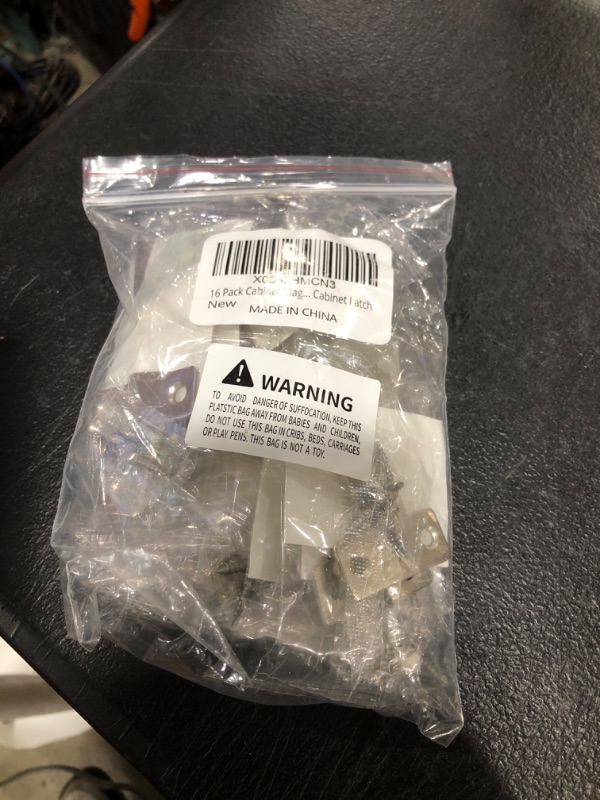 16 Pack Cabinet Mag... Cabinet Latch
New
MADE IN CHINA
WARNING
TO AVOID DANGER OF SUFFOCATION, KEEP THIS
PLATSTIC BAG AWAY FROM BABIES AND CHILDREN,
DO NOT USE THIS BAG IN CRIBS, BEDS, CARRIAGES
OR PLAY PENS. THIS BAG IS NOT A TOY.